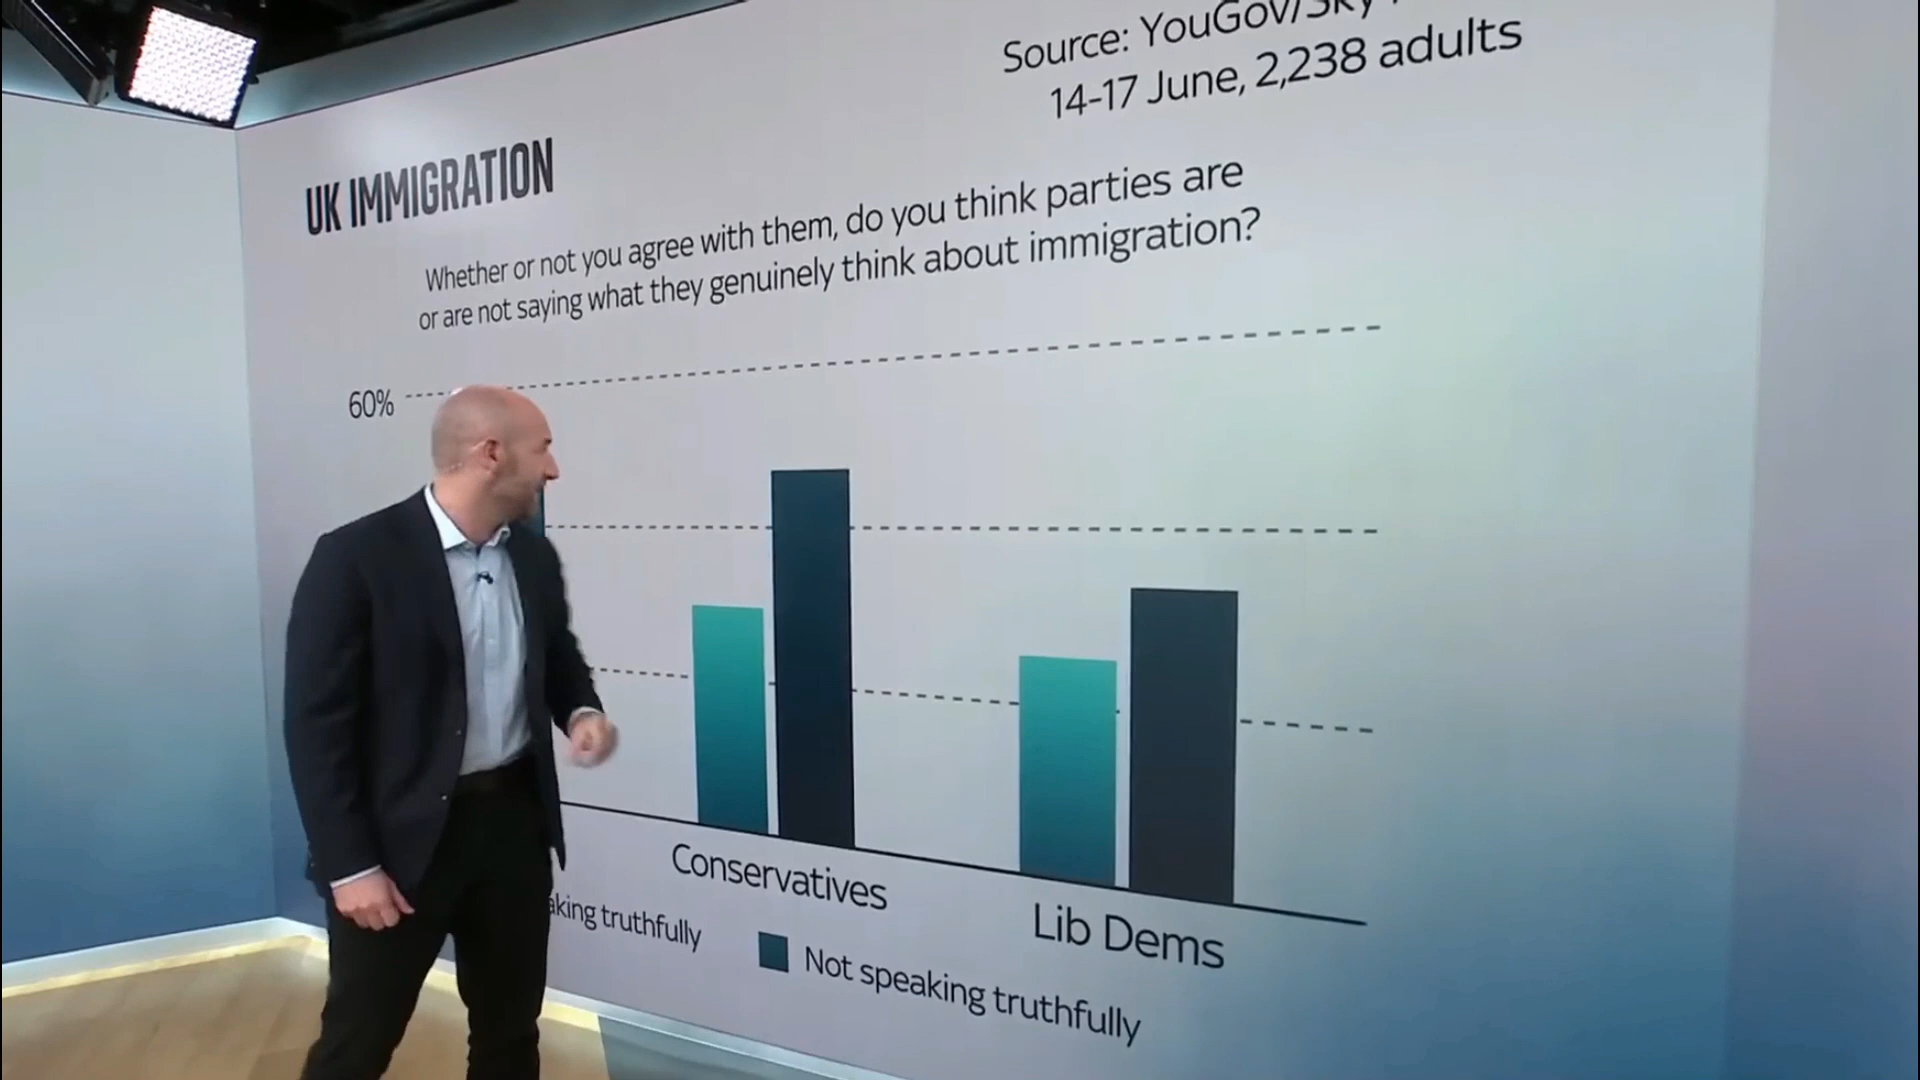 Source: YouGov/Sky
14-17 June, 2,238 adults
UK IMMIGRATION
Whether or not you agree with them, do you think parties are
or are not saying what they genuinely think about immigration?
60%
Conservatives
Lib Dems
truthfully
Not speaking truthfully